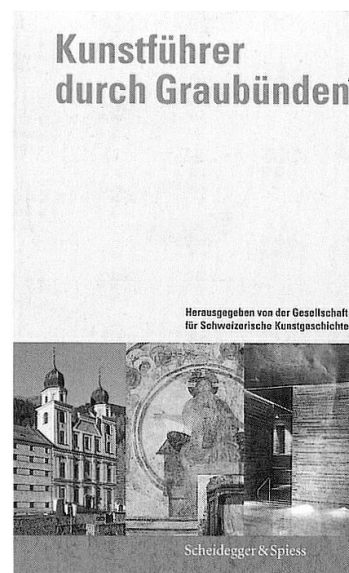 Kunstführer
durch Graubünden
Herausgegeben von der Gesellschaft
für Schweizerische Kunstgeschichte
Scheidegger & Spiess